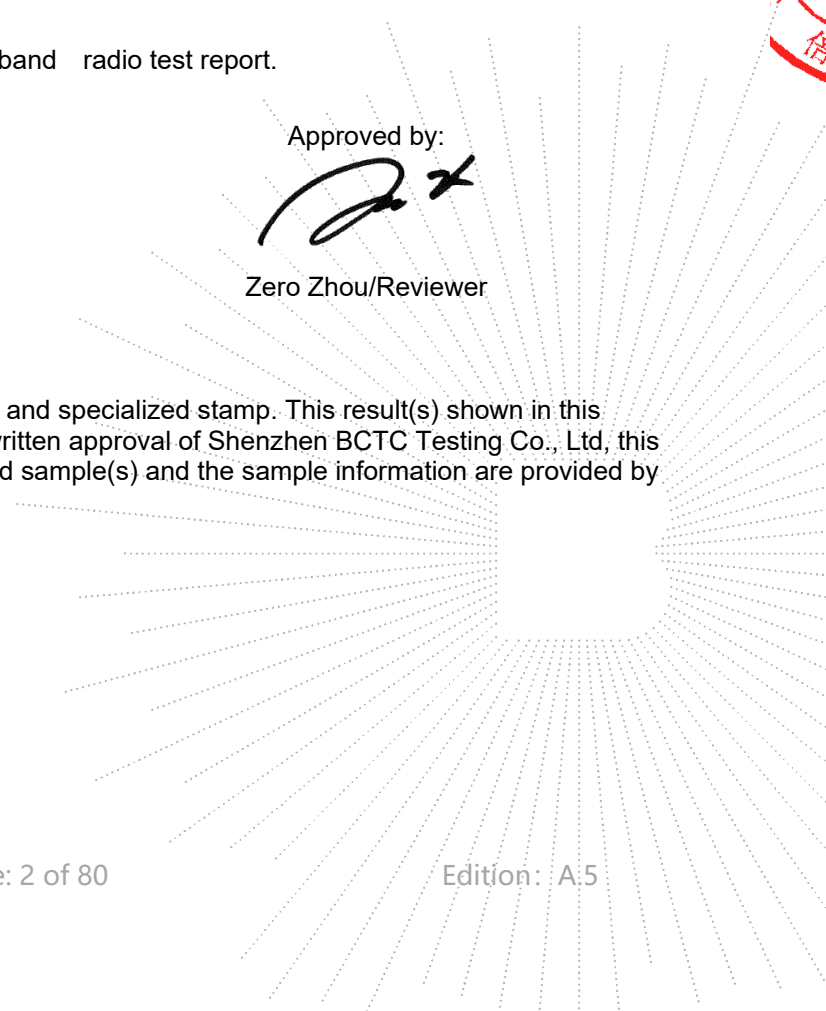 band radio test report.
Approved by:
Zero Zhou/Reviewer
and specialized stamp. This result(s) shown in this
written approval of Shenzhen BCTC Testing Co., Ltd, this
d sample(s) and the sample information are provided by
e: 2 of 80 Edition：A.5
倍